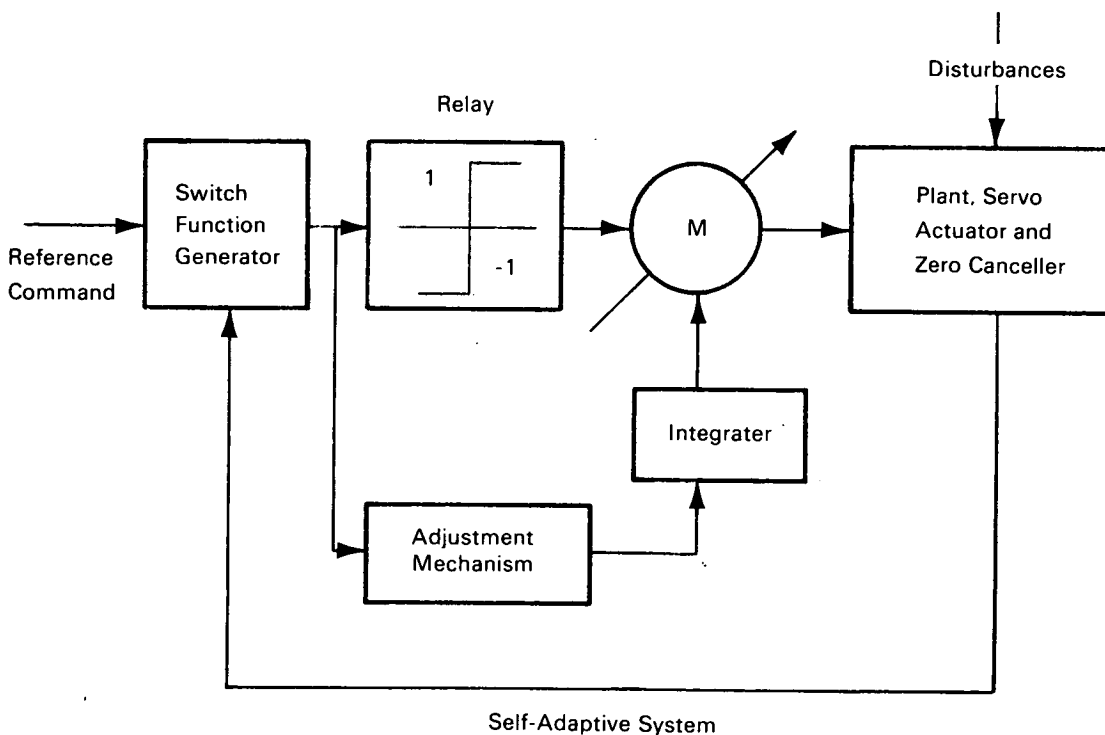 Disturbances
Relay
Switch
Function
Generator
1
-1
M
Plant, Servo
Actuator and
Zero Canceller
Reference
Command
Integrater
Adjustment
Mechanism
Self-Adaptive System